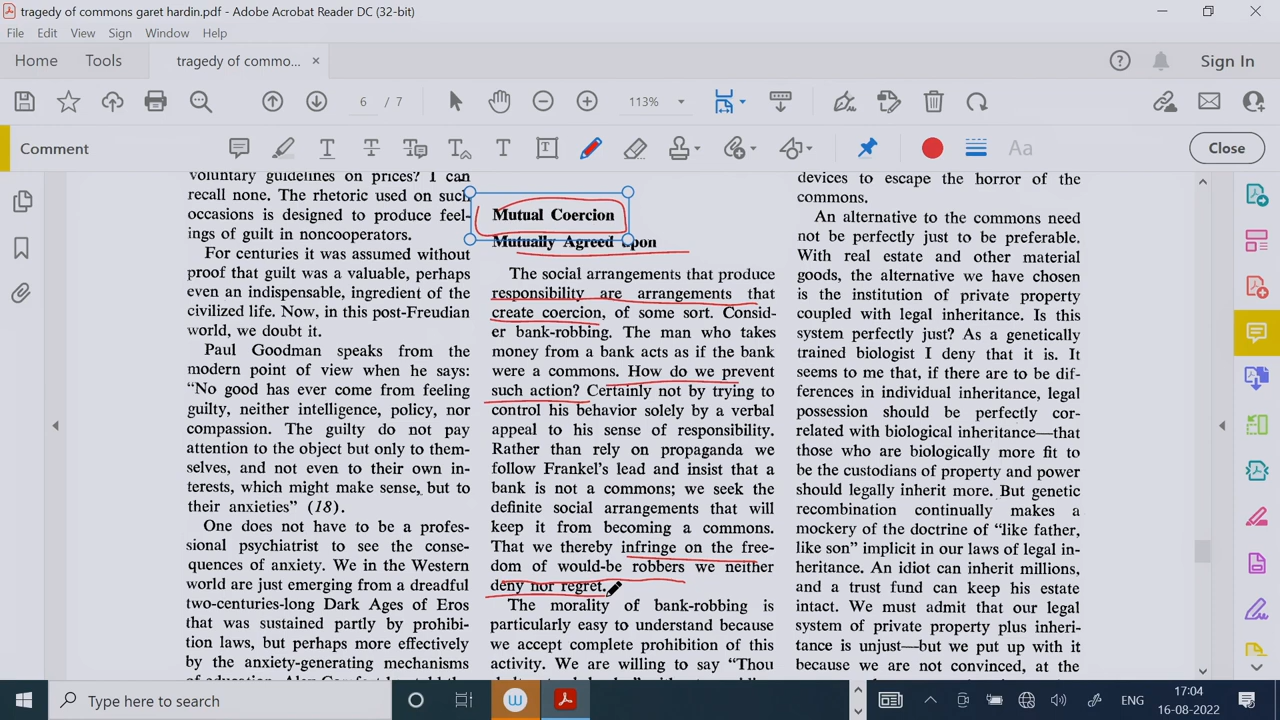 tragedy of commons garet hardin.pdf - Adobe Acrobat Reader DC (32-bit)
File Edit View Sign Window Help
Home Tools tragedy of commo... × Sign In
6 / 7 113%
Comment Aa Close
voluntary guidelines on prices? I can
recall none. The rhetoric used on such
occasions is designed to produce feel-
ings of guilt in noncooperators.
For centuries it was assumed without
proof that guilt was a valuable, perhaps
even an indispensable, ingredient of the
civilized life. Now, in this post-Freudian
world, we doubt it.
Paul Goodman speaks from the
modern point of view when he says:
"No good has ever come from feeling
guilty, neither intelligence, policy, nor
compassion. The guilty do not pay
attention to the object but only to them-
selves, and not even to their own in-
terests, which might make sense, but to
their anxieties" (18).
One does not have to be a profes-
sional psychiatrist to see the conse-
quences of anxiety. We in the Western
world are just emerging from a dreadful
two-centuries-long Dark Ages of Eros
that was sustained partly by prohibi-
tion laws, but perhaps more effectively
by the anxiety-generating mechanisms
Mutual Coercion
Mutually Agreed upon
The social arrangements that produce
responsibility are arrangements that
create coercion, of some sort. Consid-
er bank-robbing. The man who takes
money from a bank acts as if the bank
were a commons. How do we prevent
such action? Certainly not by trying to
control his behavior solely by a verbal
appeal to his sense of responsibility.
Rather than rely on propaganda we
follow Frankel's lead and insist that a
bank is not a commons; we seek the
definite social arrangements that will
keep it from becoming a commons.
That we thereby infringe on the free-
dom of would-be robbers we neither
deny nor regret.
The morality of bank-robbing is
particularly easy to understand because
we accept complete prohibition of this
activity. We are willing to say "Thou
devices to escape the horror of the
commons.
An alternative to the commons need
not be perfectly just to be preferable.
With real estate and other material
goods, the alternative we have chosen
is the institution of private property
coupled with legal inheritance. Is this
system perfectly just? As a genetically
trained biologist I deny that it is. It
seems to me that, if there are to be dif-
ferences in individual inheritance, legal
possession should be perfectly cor-
related with biological inheritance—that
those who are biologically more fit to
be the custodians of property and power
should legally inherit more. But genetic
recombination continually makes a
mockery of the doctrine of "like father,
like son" implicit in our laws of legal in-
heritance. An idiot can inherit millions,
and a trust fund can keep his estate
intact. We must admit that our legal
system of private property plus inheri-
tance is unjust—but we put up with it
because we are not convinced, at the
Type here to search
ENG
17:04
16-08-2022